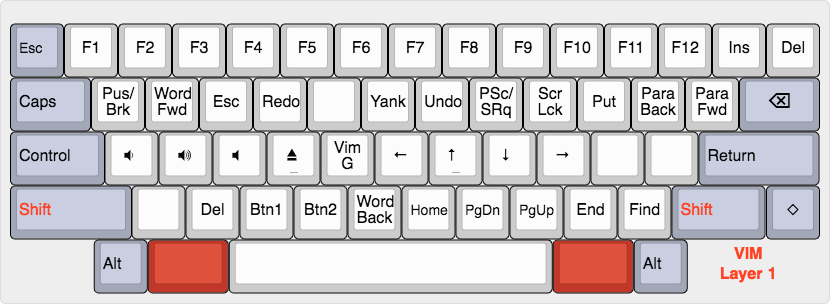 Esc F1 F2 F3 F4 F5 F6 F7 F8 F9 F10 F11 F12 Ins Del
Caps Pus/ Brk Word Fwd Esc Redo Yank Undo PSc/ SRq Scr Lck Put Para Back Para Fwd ⌫
Control 🔉 🔊 🔈 ⏏ Vim G ← ↑ ↓ → Return
Shift Del Btn1 Btn2 Word Back Home PgDn PgUp End Find Shift ◇
Alt Alt VIM
Layer 1